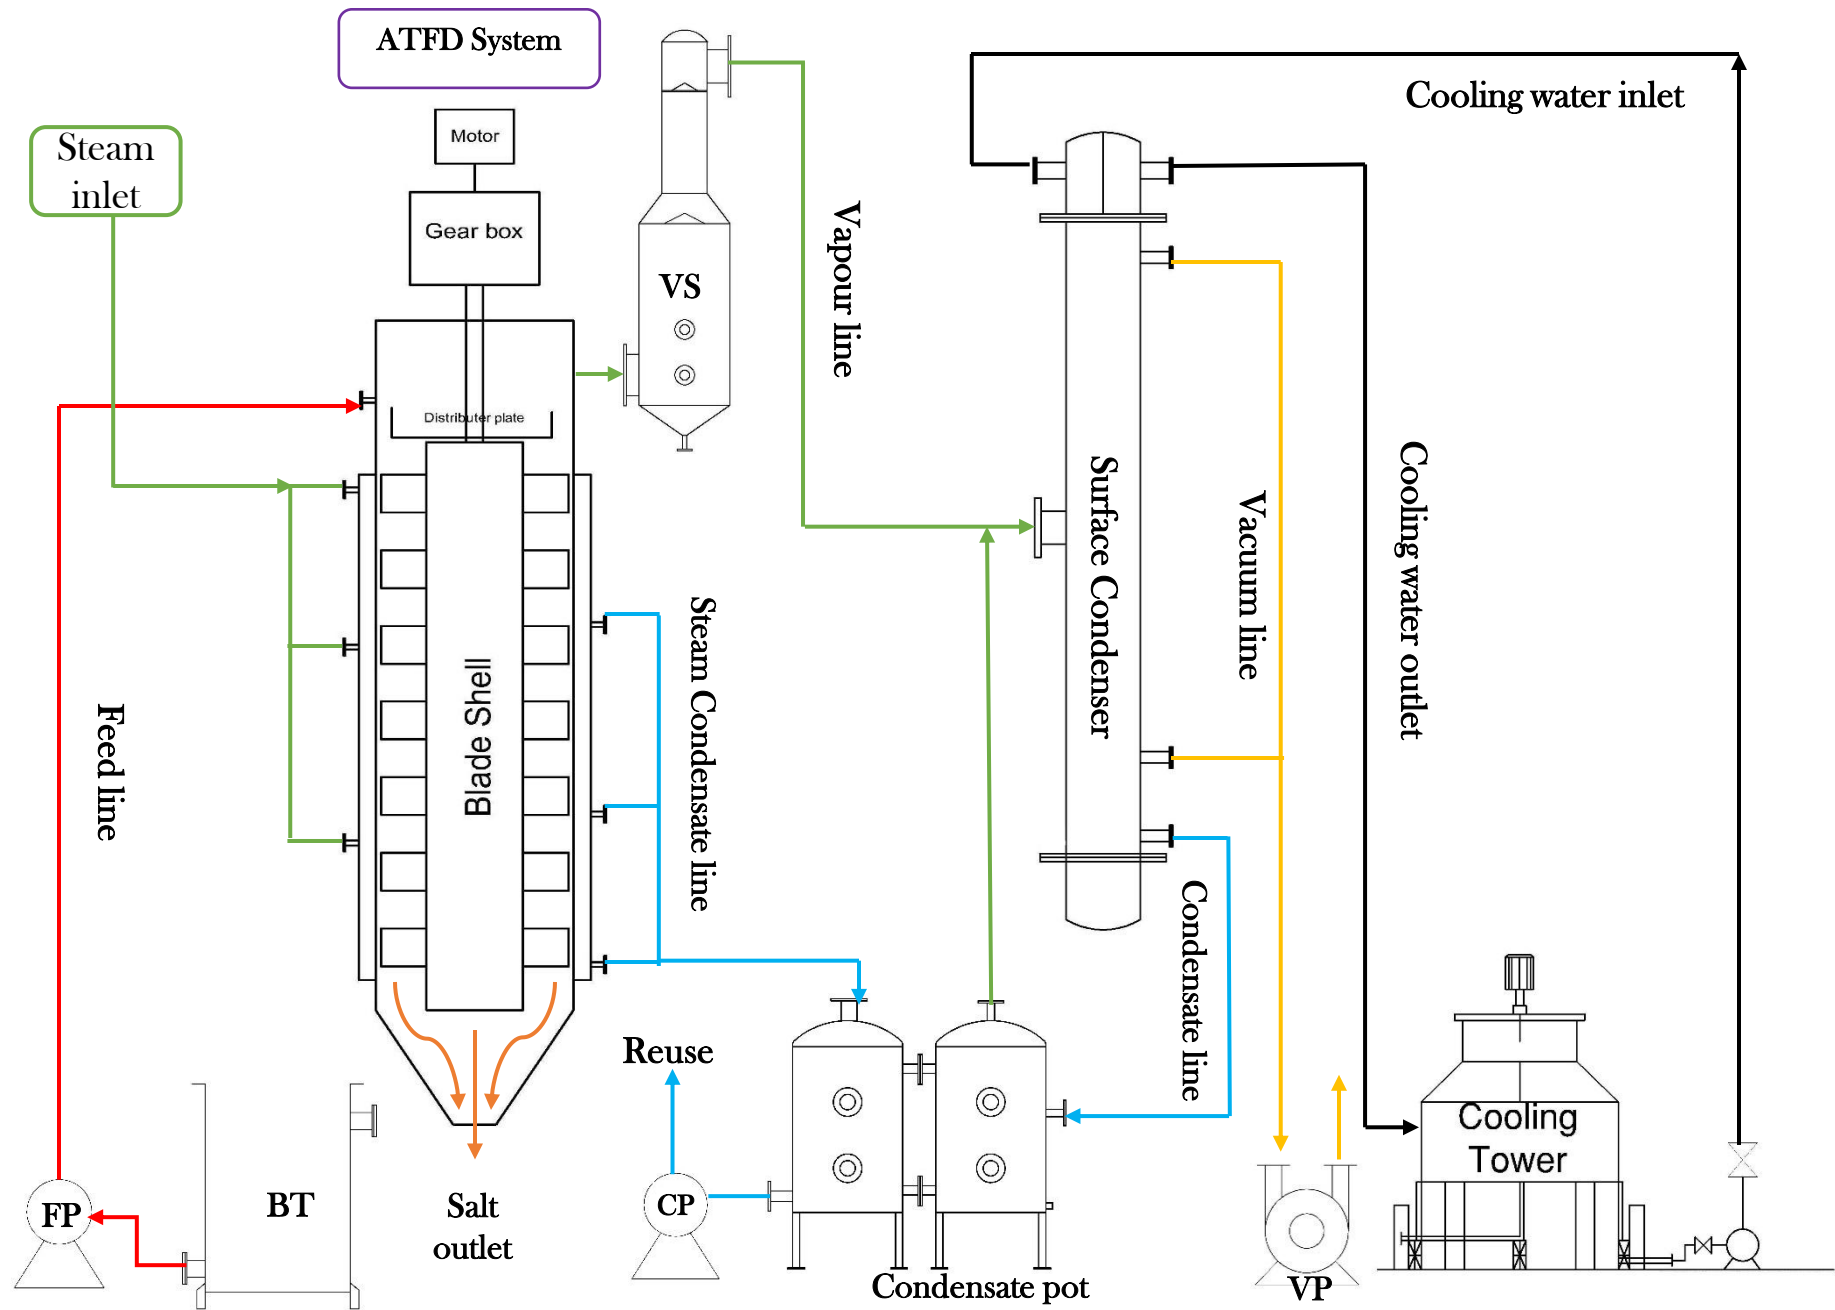 ATFD System
Motor
Gear box
Steam
inlet
VS
Distributer plate
Cooling water inlet
Vapour line
Surface Condenser
Vacuum line
Cooling water outlet
Blade Shell
Steam Condensate line
Feed line
Condensate line
Reuse
Cooling
Tower
FP
BT
Salt
outlet
CP
Condensate pot
VP